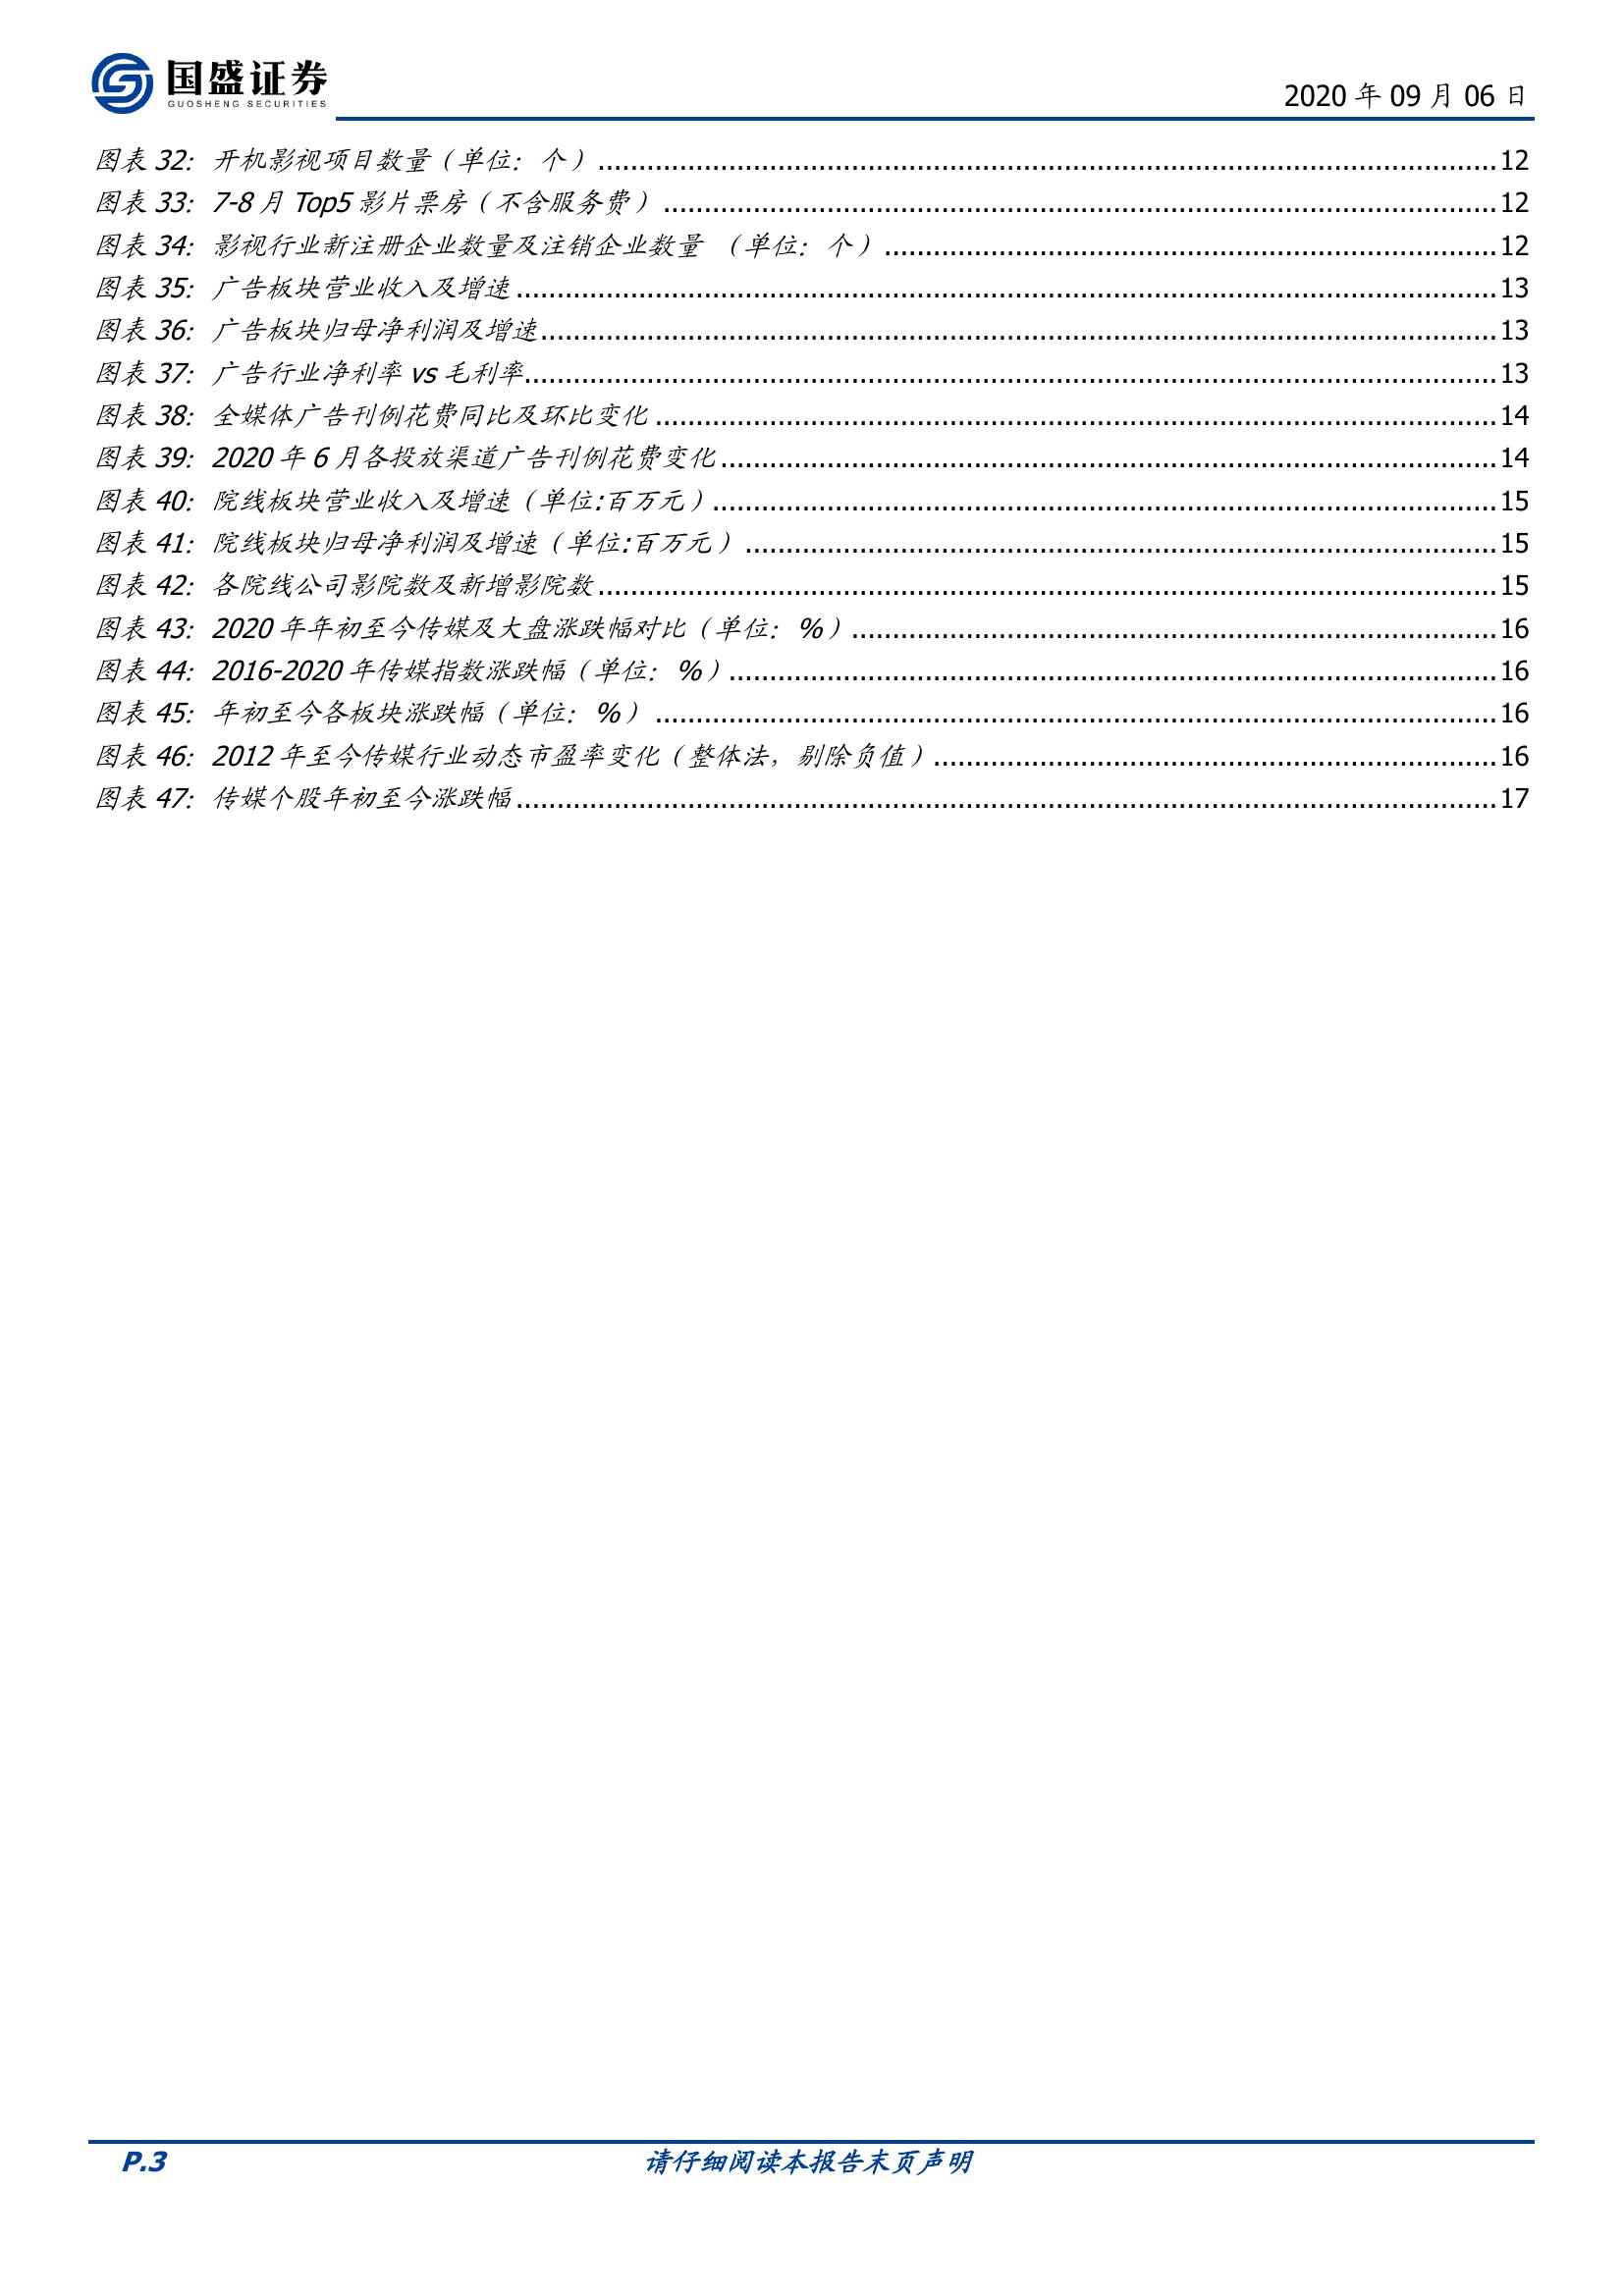 国盛证券
GUOSHENG SECURITIES
2020 年 09 月 06 日
图表 32：开机影视项目数量（单位：个）................12
图表 33：7-8 月 Top5 影片票房（不含服务费）................12
图表 34：影视行业新注册企业数量及注销企业数量 （单位：个）................12
图表 35：广告板块营业收入及增速................13
图表 36：广告板块归母净利润及增速................13
图表 37：广告行业净利率 vs 毛利率................13
图表 38：全媒体广告刊例花费同比及环比变化................14
图表 39：2020 年 6 月各投放渠道广告刊例花费变化................14
图表 40：院线板块营业收入及增速（单位:百万元）................15
图表 41：院线板块归母净利润及增速（单位:百万元）................15
图表 42：各院线公司影院数及新增影院数................15
图表 43：2020 年年初至今传媒及大盘涨跌幅对比（单位：%）................16
图表 44：2016-2020 年传媒指数涨跌幅（单位：%）................16
图表 45：年初至今各板块涨跌幅（单位：%）................16
图表 46：2012 年至今传媒行业动态市盈率变化（整体法，剔除负值）................16
图表 47：传媒个股年初至今涨跌幅................17
P.3
请仔细阅读本报告末页声明